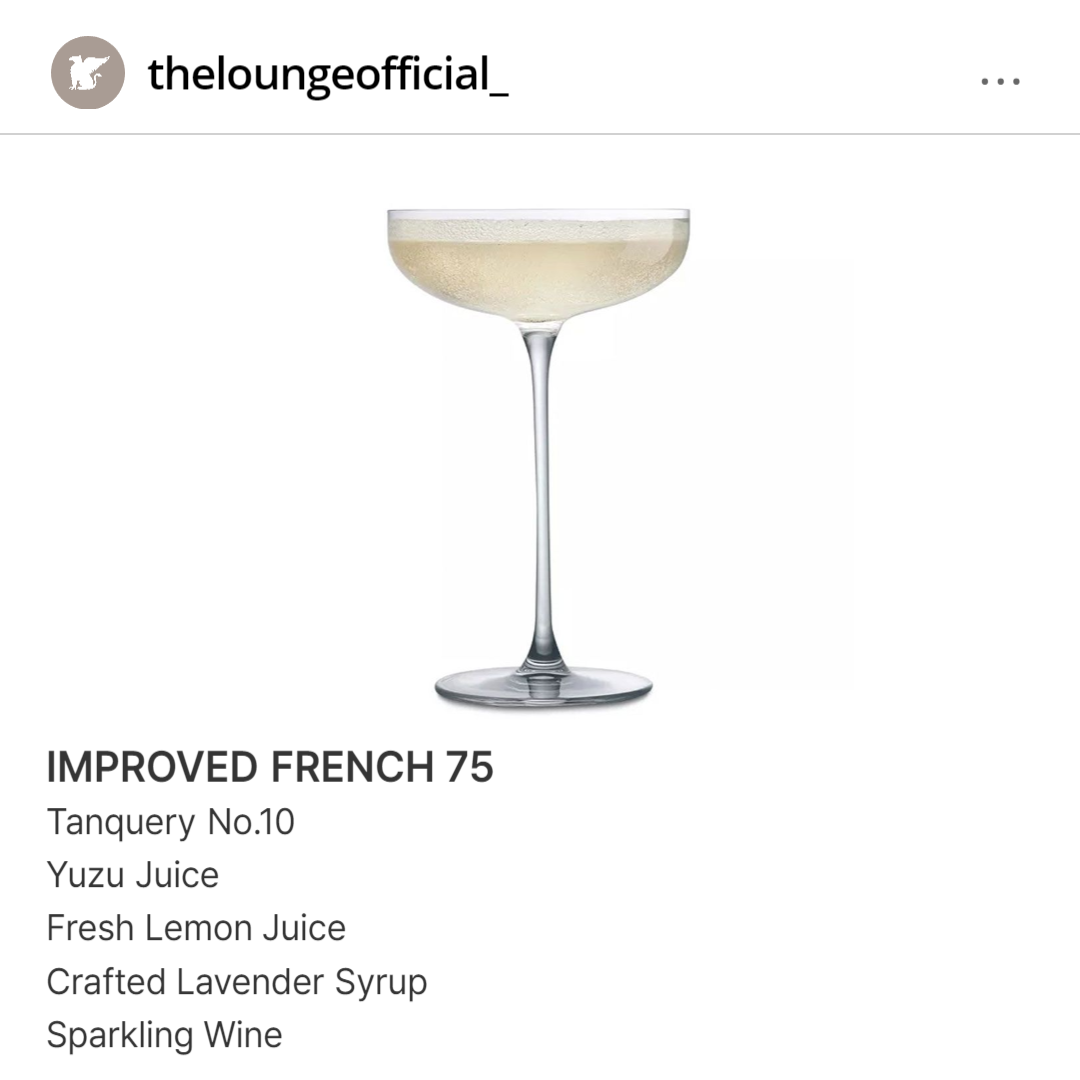 theloungeofficial_
IMPROVED FRENCH 75
Tanquery No.10
Yuzu Juice
Fresh Lemon Juice
Crafted Lavender Syrup
Sparkling Wine